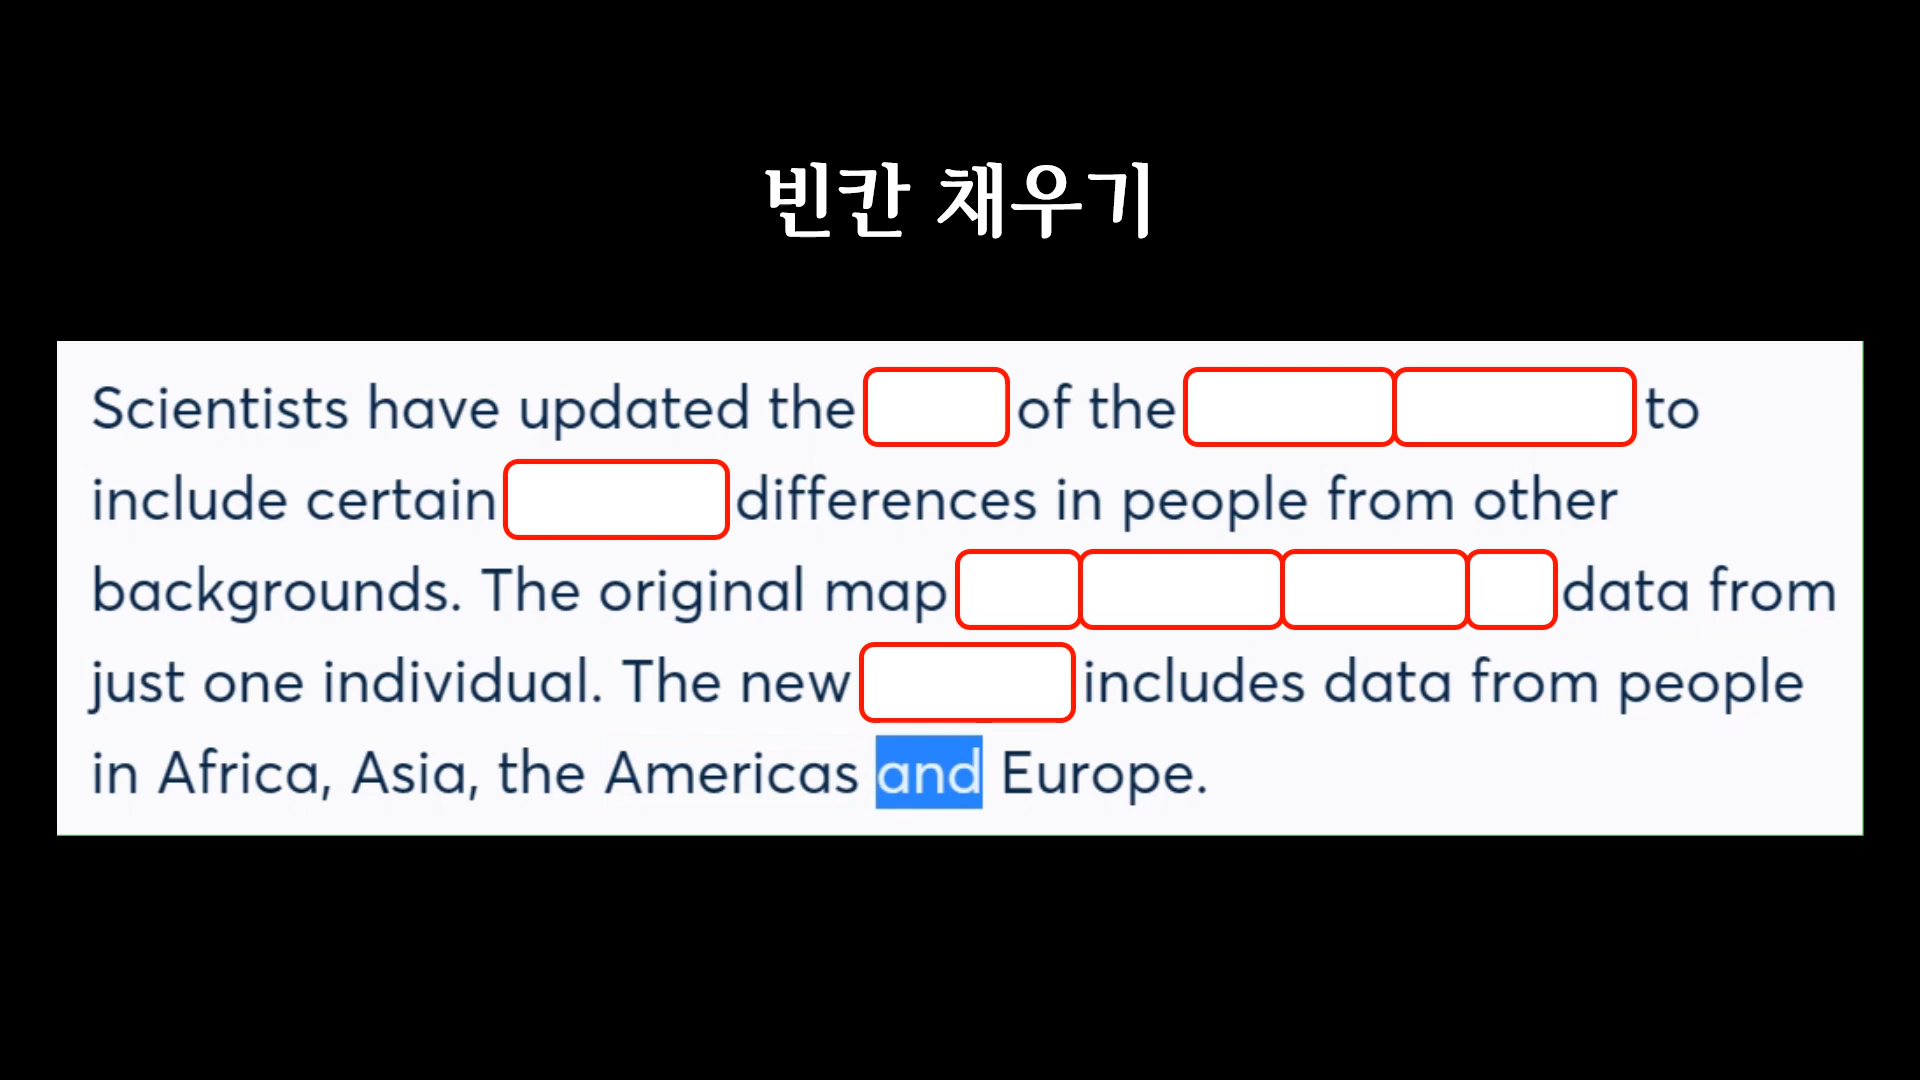 빈칸 채우기
Scientists have updated the of the to
include certain differences in people from other
backgrounds. The original map data from
just one individual. The new includes data from people
in Africa, Asia, the Americas and Europe.